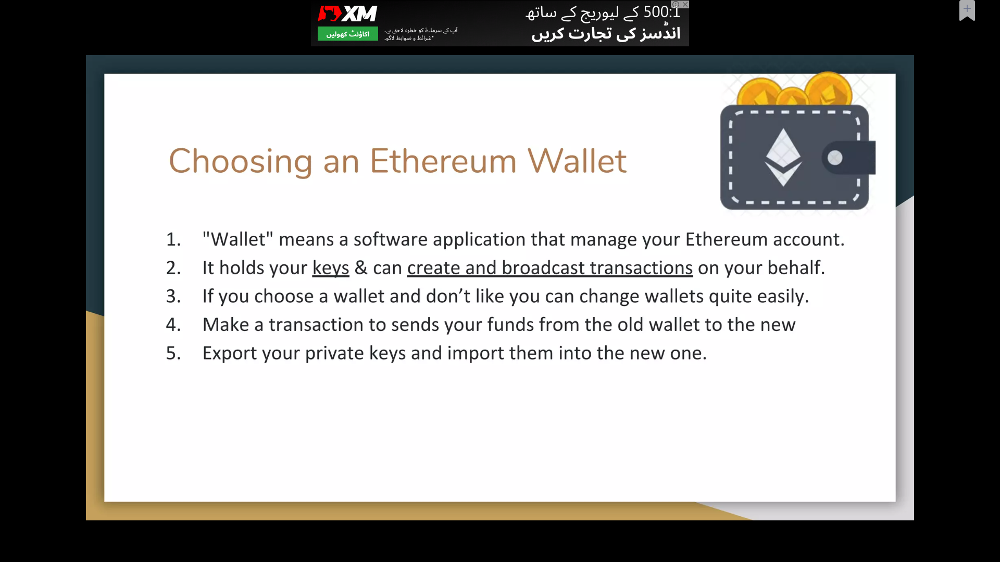 XM
500:1 کے لیوریج کے ساتھ
انڈسز کی تجارت کریں
آپ کے سرمائے کو خطرہ لاحق ہے۔
*شرائط و ضوابط لاگو۔
اکاؤنٹ کھولیں
Choosing an Ethereum Wallet
1. "Wallet" means a software application that manage your Ethereum account.
2. It holds your keys & can create and broadcast transactions on your behalf.
3. If you choose a wallet and don’t like you can change wallets quite easily.
4. Make a transaction to sends your funds from the old wallet to the new
5. Export your private keys and import them into the new one.